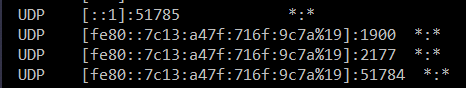 UDP [::1]:51785 *:*
UDP [fe80::7c13:a47f:716f:9c7a%19]:1900 *:*
UDP [fe80::7c13:a47f:716f:9c7a%19]:2177 *:*
UDP [fe80::7c13:a47f:716f:9c7a%19]:51784 *:*